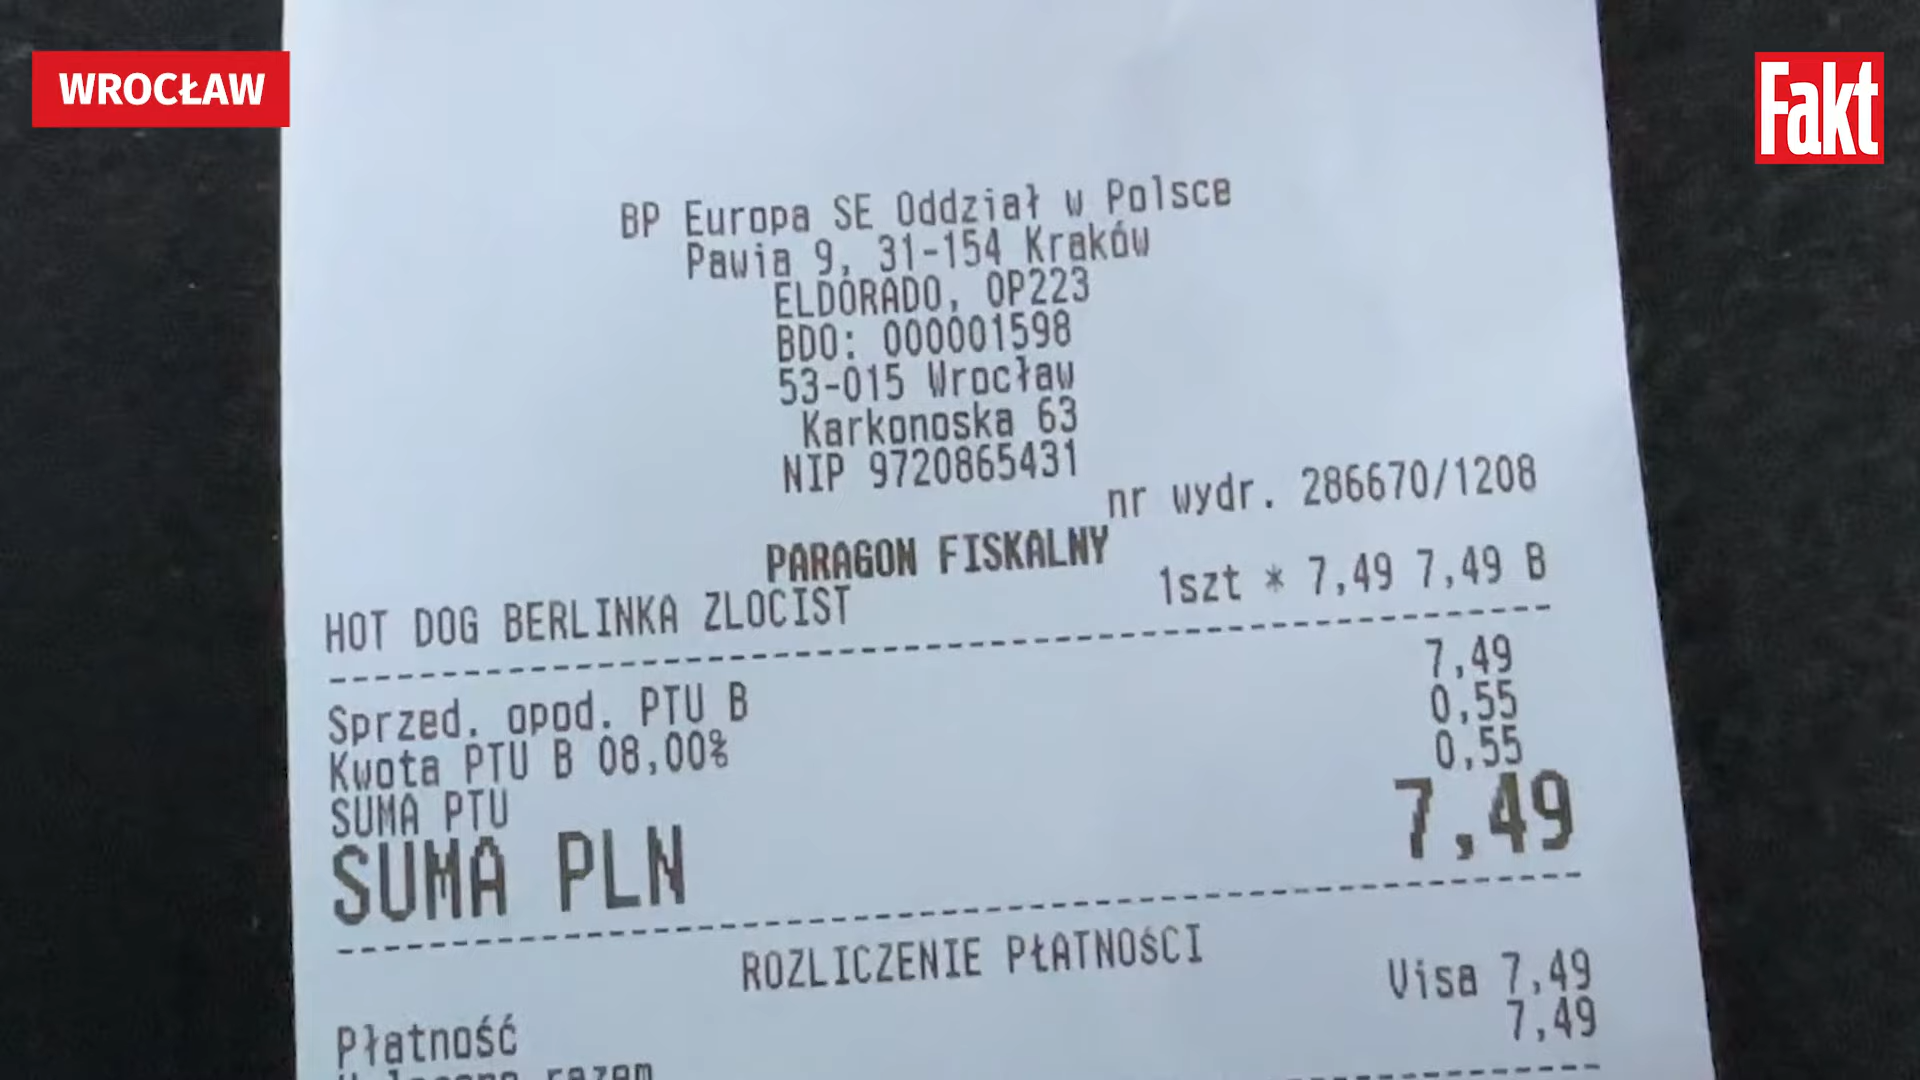 WROCŁAW
Fakt
BP Europa SE Oddział w Polsce
Pawia 9, 31-154 Kraków
ELDORADO, OP223
BDO: 000001598
53-015 Wrocław
Karkonoska 63
NIP 9720865431
nr wydr. 286670/1208
PARAGON FISKALNY
HOT DOG BERLINKA ZLOCIST 1szt * 7,49 7,49 B
Sprzed. opod. PTU B 7,49
Kwota PTU B 08,00% 0,55
SUMA PTU 0,55
SUMA PLN 7,49
ROZLICZENIE PŁATNOŚCI
Płatność Visa 7,49
razem 7,49